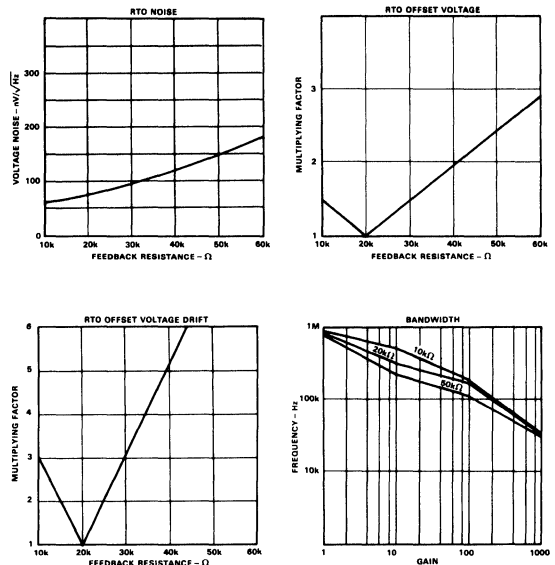 RTO NOISE
VOLTAGE NOISE – nV/√Hz
300
200
100
0
10k 20k 30k 40k 50k 60k
FEEDBACK RESISTANCE – Ω
RTO OFFSET VOLTAGE
MULTIPLYING FACTOR
3
2
1
10k 20k 30k 40k 50k 60k
FEEDBACK RESISTANCE – Ω
RTO OFFSET VOLTAGE DRIFT
MULTIPLYING FACTOR
6
5
4
3
2
1
10k 20k 30k 40k 50k 60k
FEEDBACK RESISTANCE – Ω
BANDWIDTH
FREQUENCY – Hz
1M
100k
10k
10kΩ
20kΩ
1 10 100 1000
GAIN